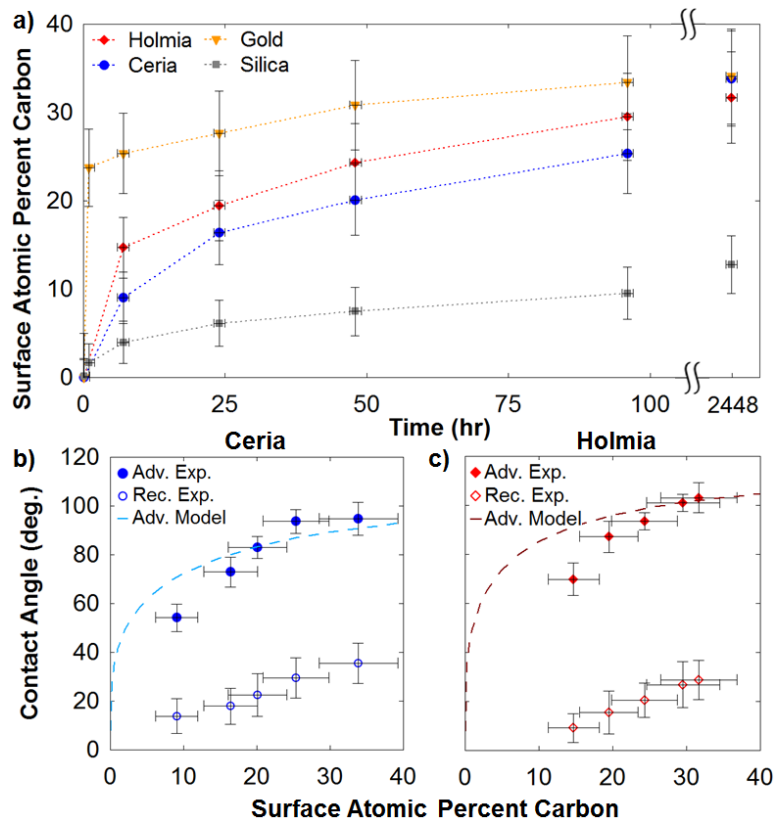 a)
Surface Atomic Percent Carbon
40
30
20
10
0
Holmia Gold
Ceria Silica
0 25 50 75 100 2448
Time (hr)
Ceria Holmia
b)
Contact Angle (deg.)
120
100
80
60
40
20
0
Adv. Exp.
Rec. Exp.
Adv. Model
0 10 20 30 40
c)
Adv. Exp.
Rec. Exp.
Adv. Model
0 10 20 30 40
Surface Atomic Percent Carbon